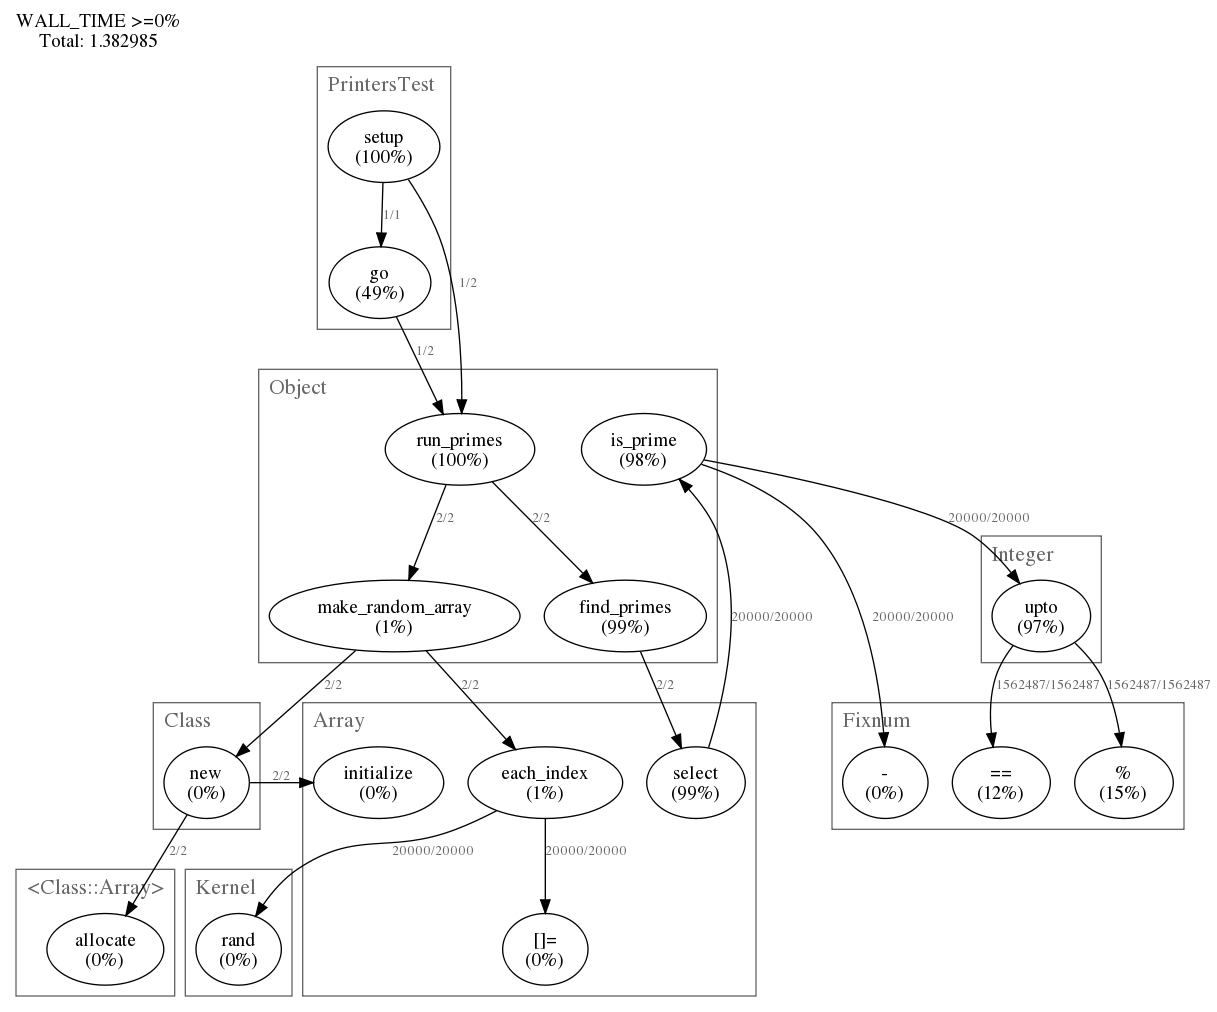 WALL_TIME >=0%
Total: 1.382985
PrintersTest
setup
(100%)
1/1
go
(49%)
1/2
1/2
Object
run_primes
(100%)
is_prime
(98%)
2/2
2/2
20000/20000
Integer
make_random_array
(1%)
find_primes
(99%)
20000/20000
20000/20000
upto
(97%)
2/2
2/2
2/2
1562487/1562487
1562487/1562487
Class
Array
Fixnum
new
(0%)
2/2
initialize
(0%)
each_index
(1%)
select
(99%)
-
(0%)
==
(12%)
%
(15%)
2/2
20000/20000
20000/20000
<Class::Array>
Kernel
allocate
(0%)
rand
(0%)
[]=
(0%)